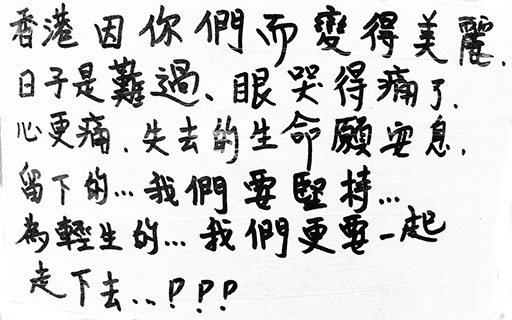 香港因你們而變得美麗.
日子是難過、眼哭得痛了.
心更痛.失去的生命願安息.
留下的...我們要堅持...
為輕生的...我們更要一起
走下去...???